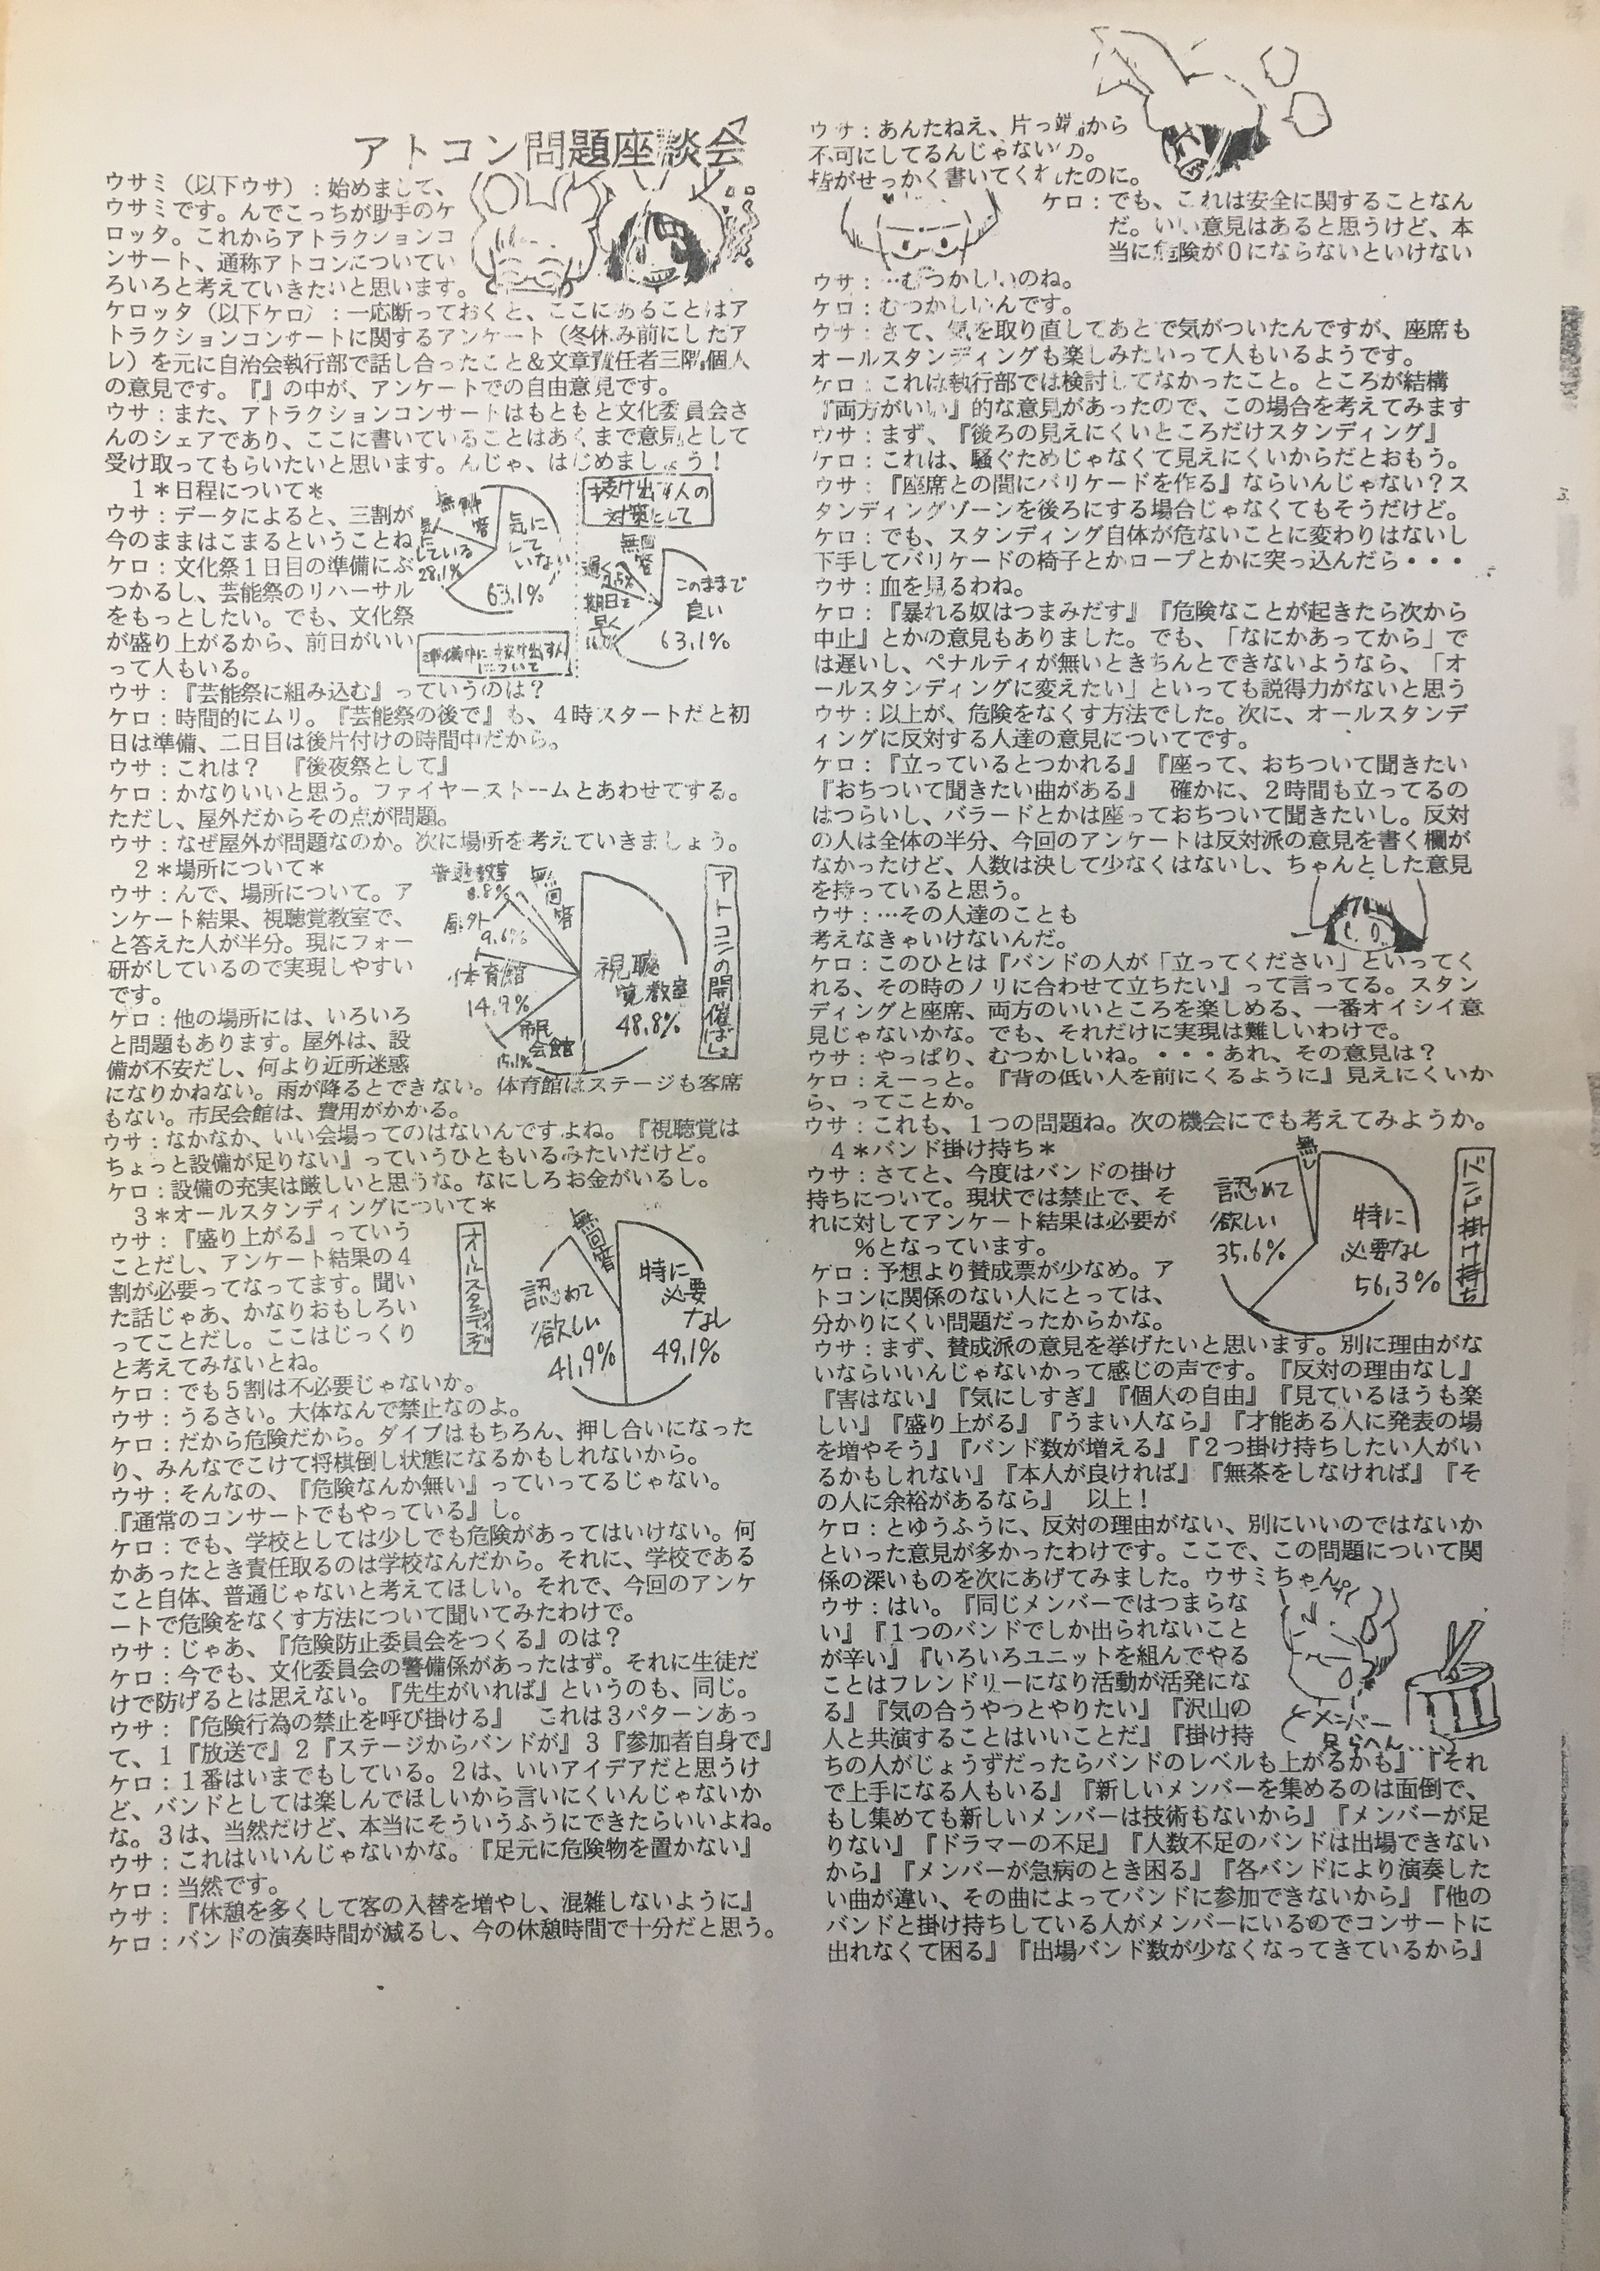 アトコン問題座談会
ウサミ（以下ウサ）：始めまして、
ウサミです。んでこっちが助手のケ
ロッタ。これからアトラクションコ
ンサート、通称アトコンについてい
ろいろと考えていきたいと思います。
ケロッタ（以下ケロ）：一応断っておくと、ここにあることはア
トラクションコンサートに関するアンケート（冬休み前にしたア
レ）を元に自治会執行部で話し合ったこと＆文章責任者三隅個人
の意見です。『』の中が、アンケートでの自由意見です。
ウサ：また、アトラクションコンサートはもともと文化委員会さ
んのシェアであり、ここに書いていることはあくまで意見として
受け取ってもらいたいと思います。んじゃ、はじめましょう！
１＊日程について＊
ウサ：データによると、三割が
今のままはこまるということね
ケロ：文化祭１日目の準備にぶ
つかるし、芸能祭のリハーサル
をもっとしたい。でも、文化祭
が盛り上がるから、前日がいい
って人もいる。
無解答
気にしている
28.1%
気に
して
いない
63.1%
準備中に抜け出す人
について
抜け出す人の
対策として
無回答
期日を
早く
このままで
良い
63.1%
ウサ：『芸能祭に組み込む』っていうのは？
ケロ：時間的にムリ。『芸能祭の後で』も、４時スタートだと初
日は準備、二日目は後片付けの時間中だから。
ウサ：これは？　『後夜祭として』
ケロ：かなりいいと思う。ファイヤーストームとあわせてする。
ただし、屋外だからその点が問題。
ウサ：なぜ屋外が問題なのか。次に場所を考えていきましょう。
２＊場所について＊
ウサ：んで、場所について。ア
ンケート結果、視聴覚教室で、
と答えた人が半分。現にフォー
研がしているので実現しやすい
です。
ケロ：他の場所には、いろいろ
と問題もあります。屋外は、設
備が不安だし、何より近所迷惑
になりかねない。雨が降るとできない。体育館はステージも客席
もない。市民会館は、費用がかかる。
アトコンの開催ばしょ
普通教室
8.8%
無回答
屋外
9.6%
体育館
14.9%
市民
会館
15.1%
視聴
覚教室
48.8%
ウサ：なかなか、いい会場ってのはないんですよね。『視聴覚は
ちょっと設備が足りない』っていうひともいるみたいだけど。
ケロ：設備の充実は厳しいと思うな。なにしろお金がいるし。
３＊オールスタンディングについて＊
ウサ：『盛り上がる』っていう
ことだし、アンケート結果の４
割が必要ってなってます。聞い
た話じゃあ、かなりおもしろい
ってことだし。ここはじっくり
と考えてみないとね。
オールスタンディング
無回答
認めて
欲しい
41.9%
特に
必要
なし
49.1%
ケロ：でも５割は不必要じゃないか。
ウサ：うるさい。大体なんで禁止なのよ。
ケロ：だから危険だから。ダイブはもちろん、押し合いになった
り、みんなでこけて将棋倒し状態になるかもしれないから。
ウサ：そんなの、『危険なんか無い』っていってるじゃない。
『通常のコンサートでもやっている』し。
ケロ：でも、学校としては少しでも危険があってはいけない。何
かあったとき責任取るのは学校なんだから。それに、学校である
こと自体、普通じゃないと考えてほしい。それで、今回のアンケ
ートで危険をなくす方法について聞いてみたわけで。
ウサ：じゃあ、『危険防止委員会をつくる』のは？
ケロ：今でも、文化委員会の警備係があったはず。それに生徒だ
けで防げるとは思えない。『先生がいれば』というのも、同じ。
ウサ：『危険行為の禁止を呼び掛ける』　これは３パターンあっ
て、１『放送で』２『ステージからバンドが』３『参加者自身で』
ケロ：１番はいまでもしている。２は、いいアイデアだと思うけ
ど、バンドとしては楽しんでほしいから言いにくいんじゃないか
な。３は、当然だけど、本当にそういうふうにできたらいいよね。
ウサ：これはいいんじゃないかな。『足元に危険物を置かない』
ケロ：当然です。
ウサ：『休憩を多くして客の入替を増やし、混雑しないように』
ケロ：バンドの演奏時間が減るし、今の休憩時間で十分だと思う。
ウサ：あんたねえ、片っ端から
不可にしてるんじゃないの。
皆がせっかく書いてくれたのに。
ケロ：でも、これは安全に関することなん
だ。いい意見はあると思うけど、本
当に危険が０にならないといけない
ウサ：…むつかしいのね。
ケロ：むつかしいんです。
ウサ：さて、気を取り直してあとで気がついたんですが、座席も
オールスタンディングも楽しみたいって人もいるようです。
ケロ：これは執行部では検討してなかったこと。ところが結構
『両方がいい』的な意見があったので、この場合を考えてみます
ウサ：まず、『後ろの見えにくいところだけスタンディング』
ケロ：これは、騒ぐためじゃなくて見えにくいからだとおもう。
ウサ：『座席との間にバリケードを作る』ならいんじゃない？ス
タンディングゾーンを後ろにする場合じゃなくてもそうだけど。
ケロ：でも、スタンディング自体が危ないことに変わりはないし
下手してバリケードの椅子とかロープとかに突っ込んだら・・・
ウサ：血を見るわね。
ケロ：『暴れる奴はつまみだす』『危険なことが起きたら次から
中止』とかの意見もありました。でも、「なにかあってから」で
は遅いし、ペナルティが無いときちんとできないようなら、「オ
ールスタンディングに変えたい」といっても説得力がないと思う
ウサ：以上が、危険をなくす方法でした。次に、オールスタンデ
ィングに反対する人達の意見についてです。
ケロ：『立っているとつかれる』『座って、おちついて聞きたい
『おちついて聞きたい曲がある』　確かに、２時間も立ってるの
はつらいし、バラードとかは座っておちついて聞きたいし。反対
の人は全体の半分、今回のアンケートは反対派の意見を書く欄が
なかったけど、人数は決して少なくはないし、ちゃんとした意見
を持っていると思う。
ウサ：…その人達のことも
考えなきゃいけないんだ。
ケロ：このひとは『バンドの人が「立ってください」といってく
れる、その時のノリに合わせて立ちたい』って言ってる。スタン
ディングと座席、両方のいいところを楽しめる、一番オイシイ意
見じゃないかな。でも、それだけに実現は難しいわけで。
ウサ：やっぱり、むつかしいね。・・・あれ、その意見は？
ケロ：えーっと。『背の低い人を前にくるように』見えにくいか
ら、ってことか。
ウサ：これも、１つの問題ね。次の機会にでも考えてみようか。
４＊バンド掛け持ち＊
ウサ：さてと、今度はバンドの掛け
持ちについて。現状では禁止で、そ
れに対してアンケート結果は必要が
％となっています。
ケロ：予想より賛成票が少なめ。ア
トコンに関係のない人にとっては、
分かりにくい問題だったからかな。
バンド掛け持ち
無し
認めて
欲しい
35.6%
特に
必要なし
56.3%
ウサ：まず、賛成派の意見を挙げたいと思います。別に理由がな
いならいいんじゃないかって感じの声です。『反対の理由なし』
『害はない』『気にしすぎ』『個人の自由』『見ているほうも楽
しい』『盛り上がる』『うまい人なら』『才能ある人に発表の場
を増やそう』『バンド数が増える』『２つ掛け持ちしたい人がい
るかもしれない』『本人が良ければ』『無茶をしなければ』『そ
の人に余裕があるなら』　以上！
ケロ：とゆうふうに、反対の理由がない、別にいいのではないか
といった意見が多かったわけです。ここで、この問題について関
係の深いものを次にあげてみました。ウサミちゃん。
ウサ：はい。『同じメンバーではつまらな
い』『１つのバンドでしか出られないこと
が辛い』『いろいろユニットを組んでやる
ことはフレンドリーになり活動が活発にな
る』『気の合うやつとやりたい』『沢山の
人と共演することはいいことだ』『掛け持
ちの人がじょうずだったらバンドのレベルも上がるかも』『それ
で上手になる人もいる』『新しいメンバーを集めるのは面倒で、
もし集めても新しいメンバーは技術もないから』『メンバーが足
りない』『ドラマーの不足』『人数不足のバンドは出場できない
から』『メンバーが急病のとき困る』『各バンドにより演奏した
い曲が違い、その曲によってバンドに参加できないから』『他の
バンドと掛け持ちしている人がメンバーにいるのでコンサートに
出れなくて困る』『出場バンド数が少なくなってきているから』
メンバー
足らへん……